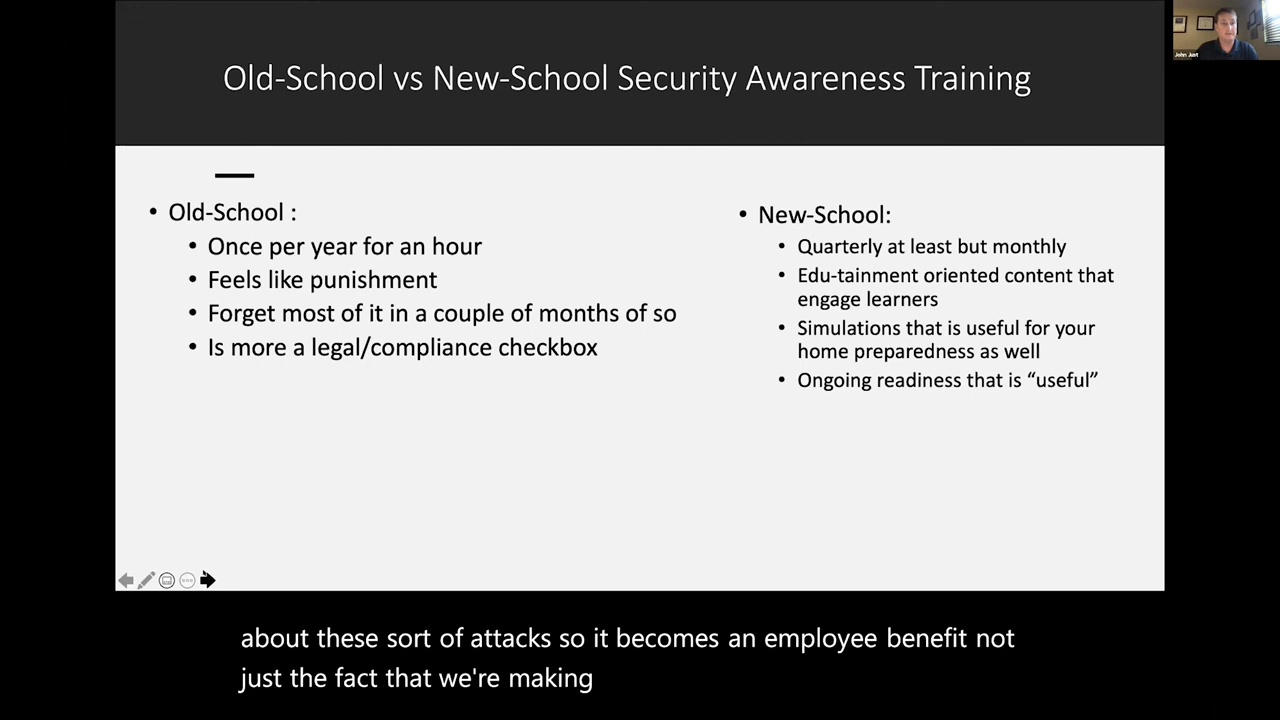 Old-School vs New-School Security Awareness Training
• Old-School :
• Once per year for an hour
• Feels like punishment
• Forget most of it in a couple of months of so
• Is more a legal/compliance checkbox
• New-School:
• Quarterly at least but monthly
• Edu-tainment oriented content that
engage learners
• Simulations that is useful for your
home preparedness as well
• Ongoing readiness that is “useful”
John Just
about these sort of attacks so it becomes an employee benefit not
just the fact that we're making